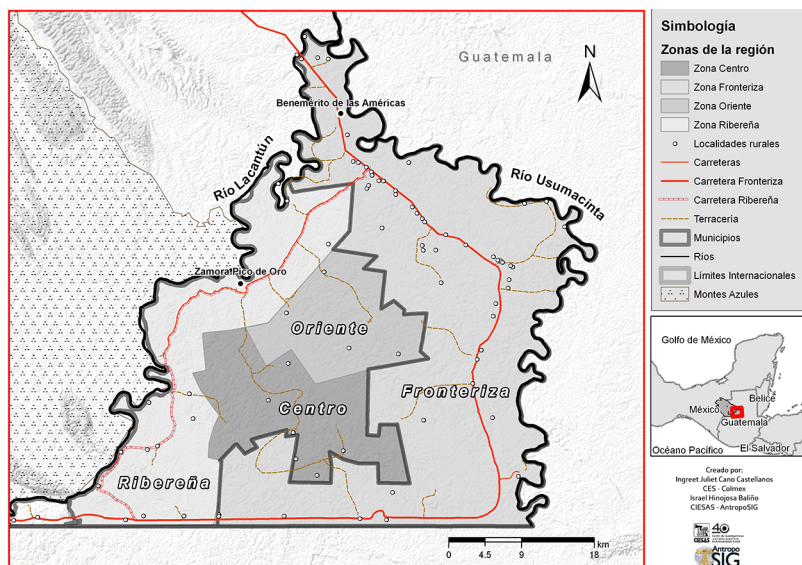 Guatemala
N
Benemérito de las Américas
Río Lacantún
Río Usumacinta
Zamora Pico de Oro
Oriente
Centro
Fronteriza
Ribereña
km
0 4.5 9 18
Simbología
Zonas de la región
Zona Centro
Zona Fronteriza
Zona Oriente
Zona Ribereña
Localidades rurales
Carreteras
Carretera Fronteriza
Carretera Ribereña
Terracería
Municipios
Ríos
Límites Internacionales
Montes Azules
Golfo de México
Belice
México
Guatemala
Océano Pacífico
El Salvador
Creado por:
Ingreet Juliet Cano Castellanos
CES - Colmex
Israel Hinojosa Baliño
CIESAS - AntropoSIG
CIESAS
40
Antropo
SIG